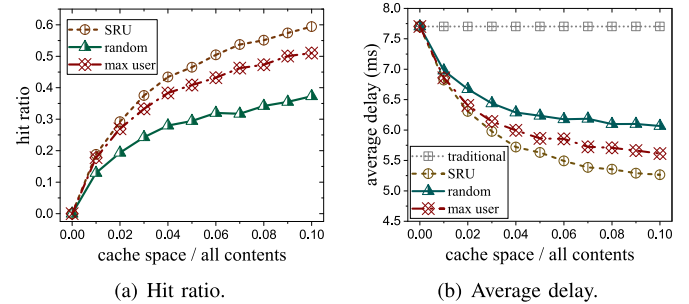 0.6
0.5
0.4
0.3
0.2
0.1
0.0
hit ratio
SRU
random
max user
0.00 0.02 0.04 0.06 0.08 0.10
cache space / all contents
(a) Hit ratio.
8.0
7.5
7.0
6.5
6.0
5.5
5.0
4.5
average delay (ms)
traditional
SRU
random
max user
0.00 0.02 0.04 0.06 0.08 0.10
cache space / all contents
(b) Average delay.